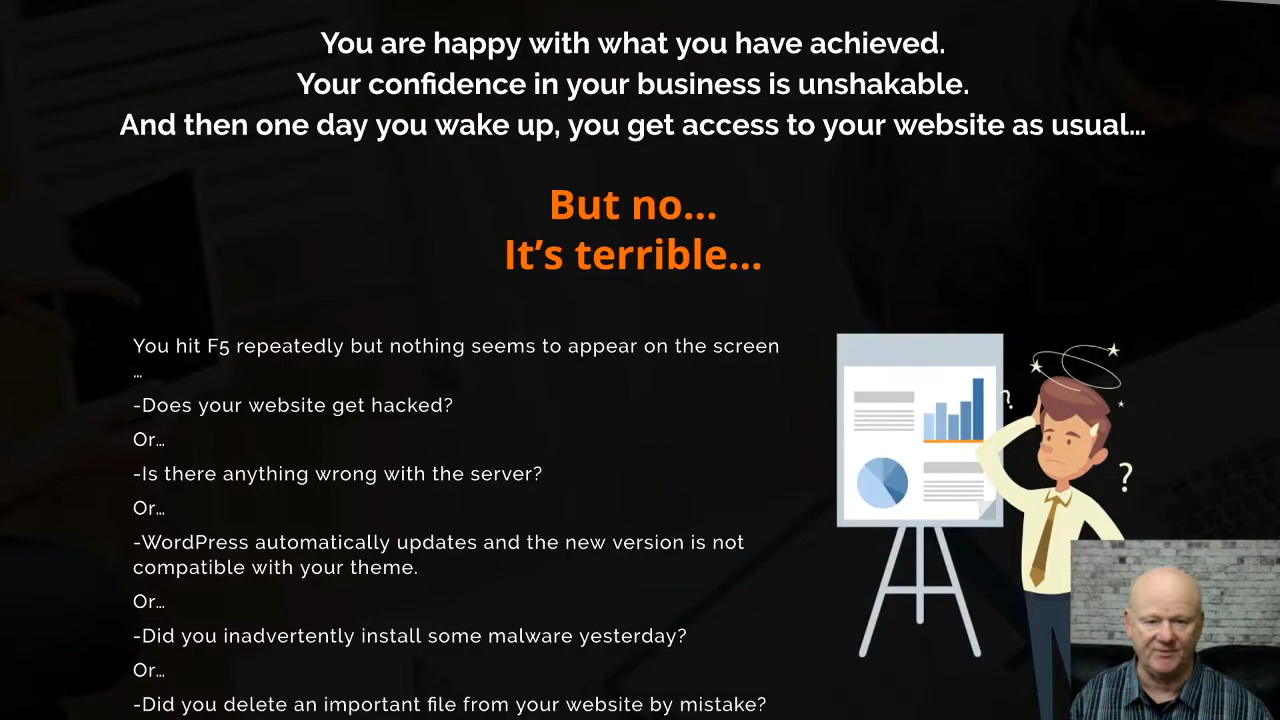 You are happy with what you have achieved.
Your confidence in your business is unshakable.
And then one day you wake up, you get access to your website as usual...
But no...
It's terrible...
You hit F5 repeatedly but nothing seems to appear on the screen
...
-Does your website get hacked?
Or...
-Is there anything wrong with the server?
Or...
-WordPress automatically updates and the new version is not
compatible with your theme.
Or...
-Did you inadvertently install some malware yesterday?
Or...
-Did you delete an important file from your website by mistake?
?
?